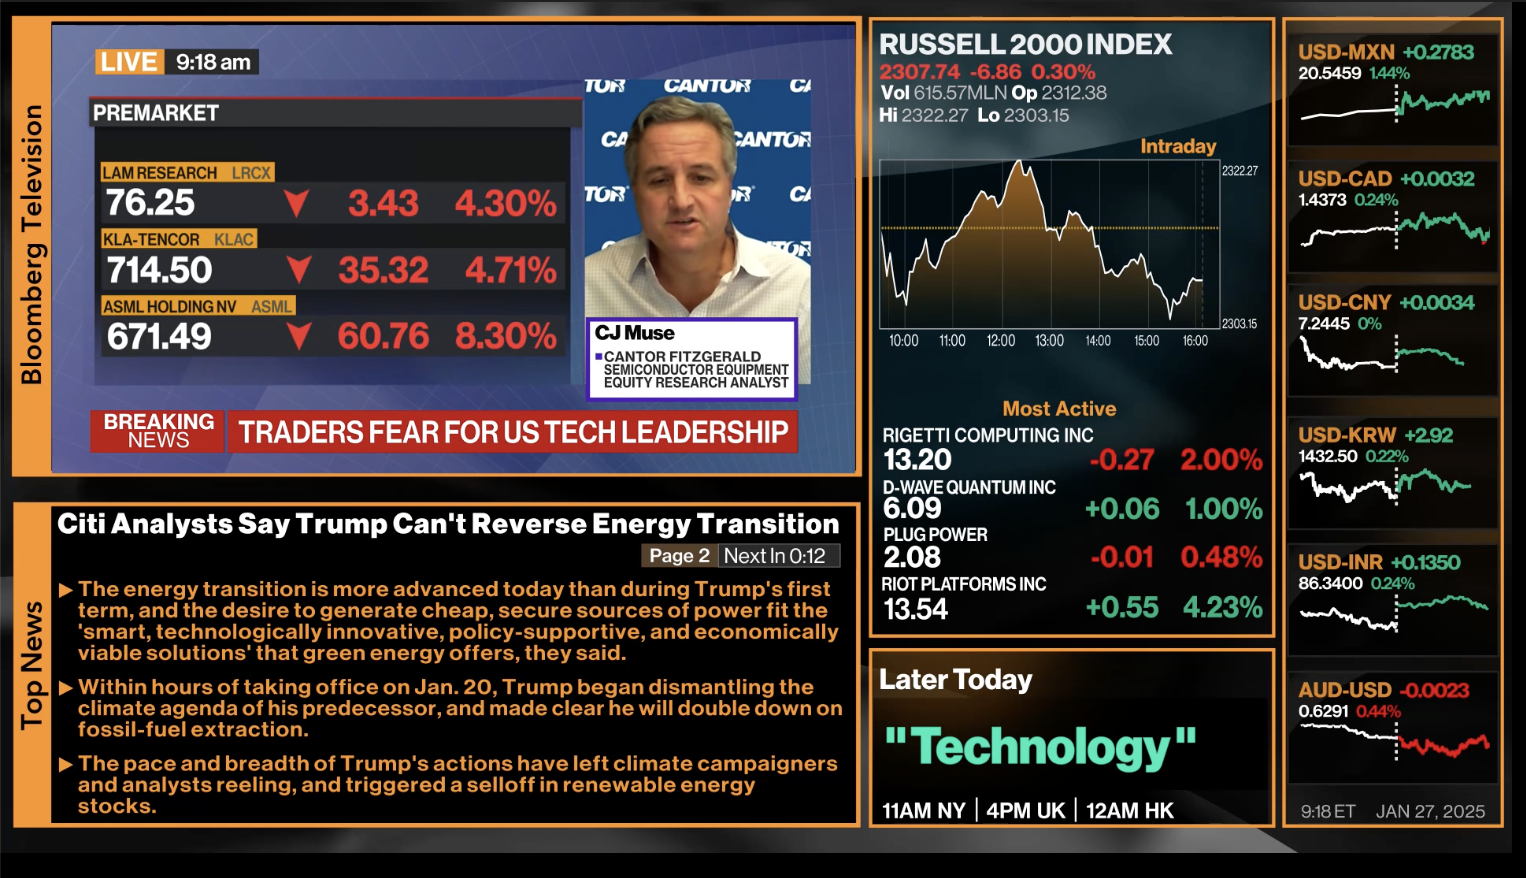 Bloomberg Television
LIVE 9:18 am
PREMARKET
LAM RESEARCH LRCX
76.25 3.43 4.30%
KLA-TENCOR KLAC
714.50 35.32 4.71%
ASML HOLDING NV ASML
671.49 60.76 8.30%
TOR CANTOR CA
CA CANTOR
TOR CA
CANTOR
CJ Muse
CANTOR FITZGERALD
SEMICONDUCTOR EQUIPMENT
EQUITY RESEARCH ANALYST
BREAKING
NEWS
TRADERS FEAR FOR US TECH LEADERSHIP
Top News
Citi Analysts Say Trump Can't Reverse Energy Transition
Page 2 Next In 0:12
The energy transition is more advanced today than during Trump's first
term, and the desire to generate cheap, secure sources of power fit the
'smart, technologically innovative, policy-supportive, and economically
viable solutions' that green energy offers, they said.
Within hours of taking office on Jan. 20, Trump began dismantling the
climate agenda of his predecessor, and made clear he will double down on
fossil-fuel extraction.
The pace and breadth of Trump's actions have left climate campaigners
and analysts reeling, and triggered a selloff in renewable energy
stocks.
RUSSELL 2000 INDEX
2307.74 -6.86 0.30%
Vol 615.57MLN Op 2312.38
Hi 2322.27 Lo 2303.15
Intraday
2322.27
2303.15
10:00 11:00 12:00 13:00 14:00 15:00 16:00
Most Active
RIGETTI COMPUTING INC
13.20 -0.27 2.00%
D-WAVE QUANTUM INC
6.09 +0.06 1.00%
PLUG POWER
2.08 -0.01 0.48%
RIOT PLATFORMS INC
13.54 +0.55 4.23%
Later Today
"Technology"
11AM NY | 4PM UK | 12AM HK
USD-MXN +0.2783
20.5459 1.44%
USD-CAD +0.0032
1.4373 0.24%
USD-CNY +0.0034
7.2445 0%
USD-KRW +2.92
1432.50 0.22%
USD-INR +0.1350
86.3400 0.24%
AUD-USD -0.0023
0.6291 0.44%
9:18 ET JAN 27, 2025